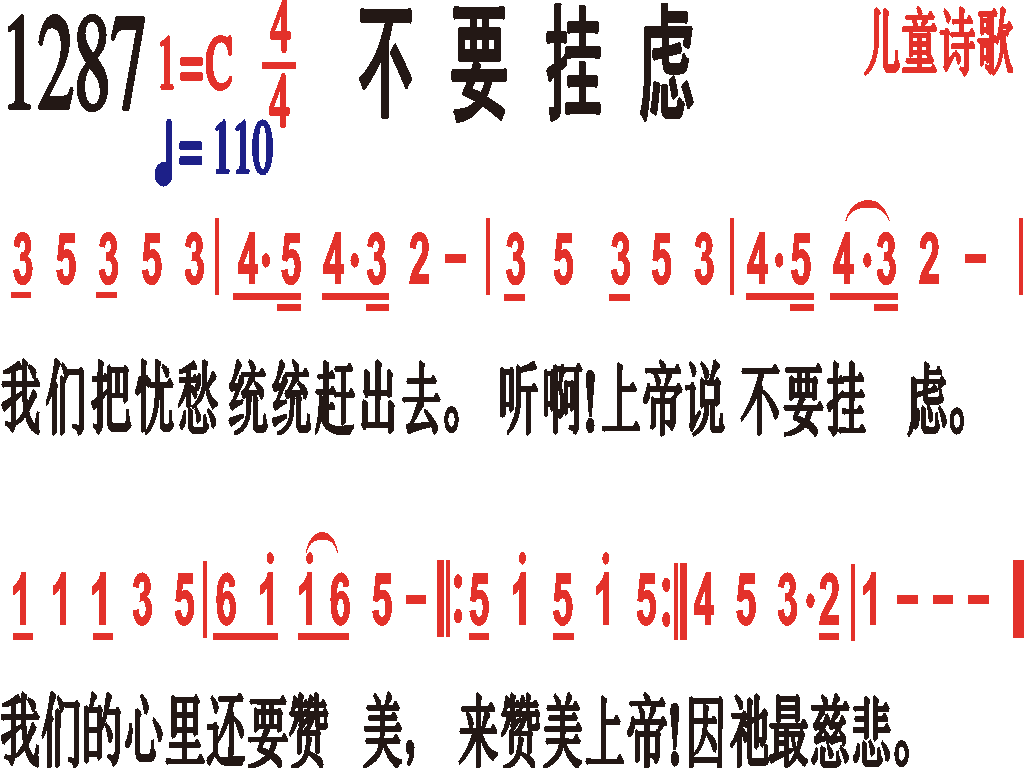 1287 1=C 4/4 不要挂虑 儿童诗歌
♩= 110
3 5 3 5 3 | 4·5 4·3 2 - | 3 5 3 5 3 | 4·5 4·3 2 - |
我们把忧愁 统统赶出去。 听啊!上帝说 不要挂 虑。
1 1 1 3 5 | 6 i i 6 5 - ‖: 5 i 5 i 5 :‖ 4 5 3·2 | 1 - - -
我们的心里还要赞 美, 来赞美上帝!因祂最慈悲。